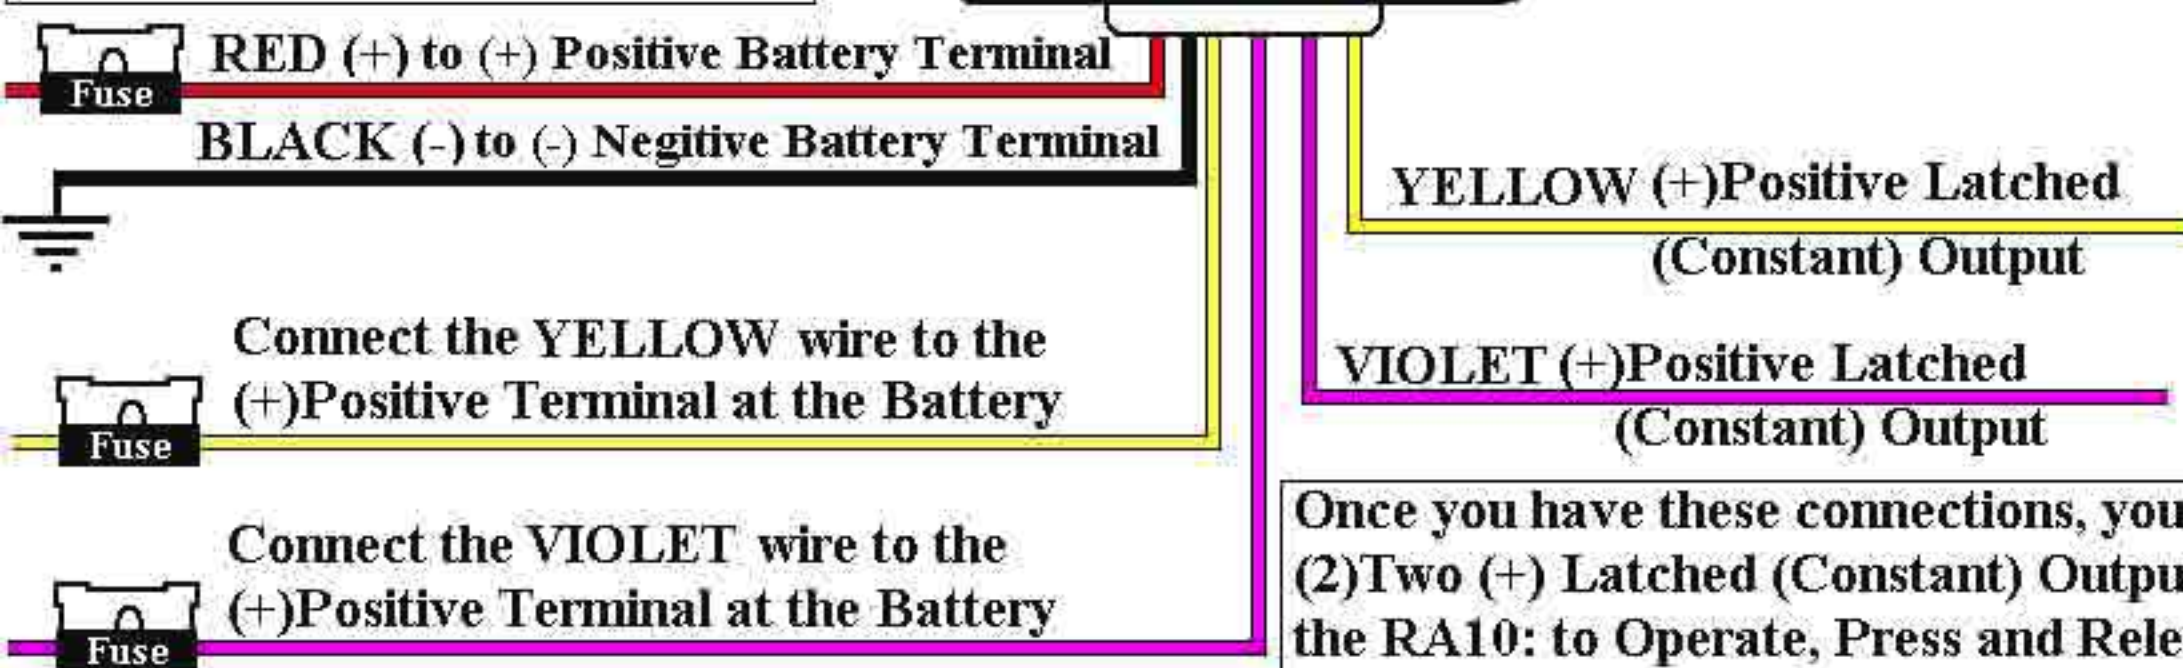 RED (+) to (+) Positive Battery Terminal
Fuse
BLACK (-) to (-) Negitive Battery Terminal
YELLOW (+)Positive Latched
(Constant) Output
Connect the YELLOW wire to the
(+)Positive Terminal at the Battery
Fuse
VIOLET (+)Positive Latched
(Constant) Output
Connect the VIOLET wire to the
(+)Positive Terminal at the Battery
Fuse
Once you have these connections, you
(2)Two (+) Latched (Constant) Outpu
the RA10: to Operate, Press and Rele